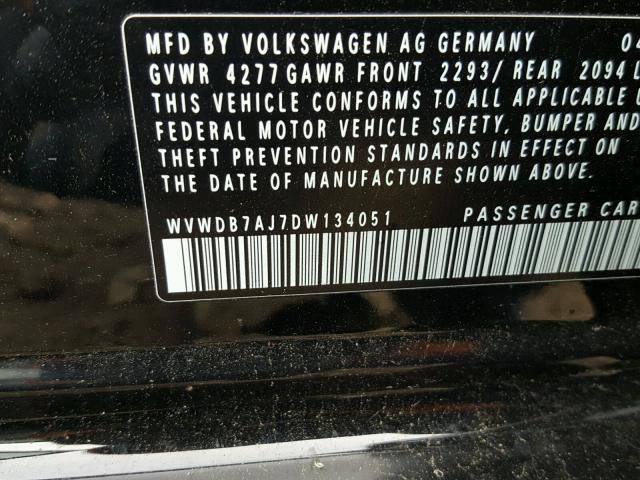 MFD BY VOLKSWAGEN AG GERMANY 04
GVWR 4277 GAWR FRONT 2293/ REAR 2094 L
THIS VEHICLE CONFORMS TO ALL APPLICABLE
FEDERAL MOTOR VEHICLE SAFETY, BUMPER AND
THEFT PREVENTION STANDARDS IN EFFECT ON
THE DATE OF MANUFACTURE SHOWN ABOVE.
WVWDB7AJ7DW134051 PASSENGER CAR